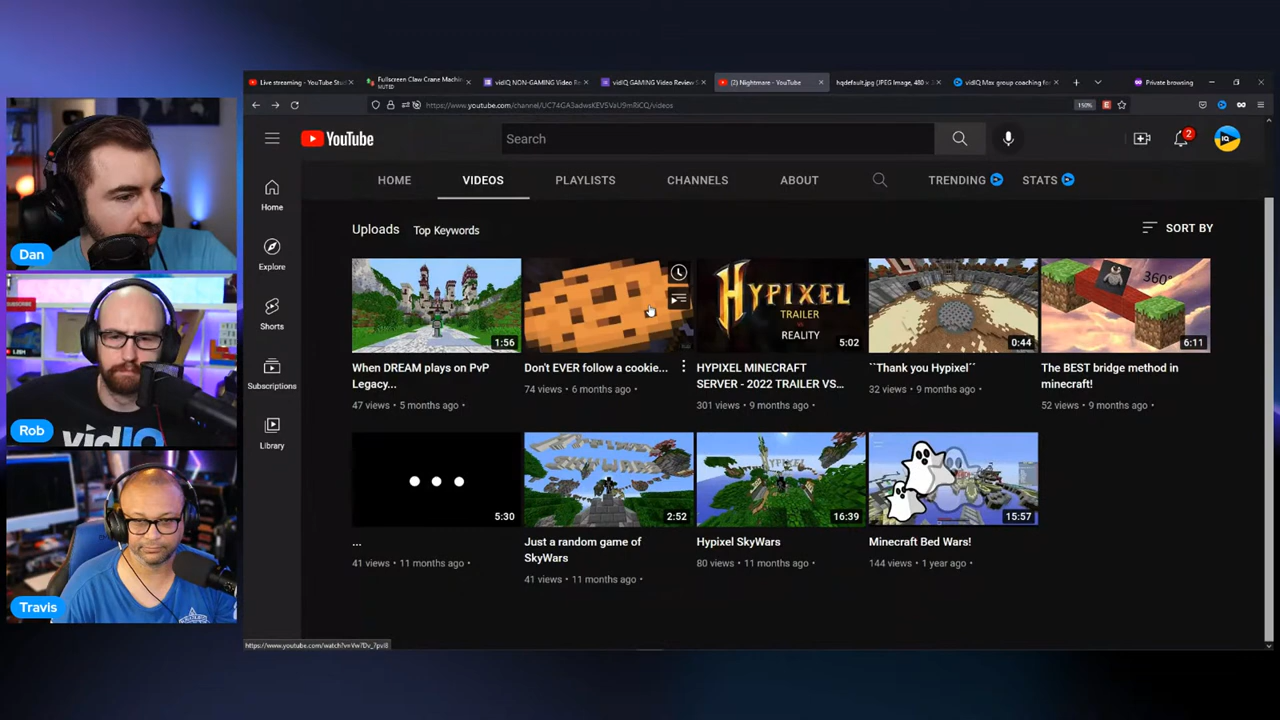 Live streaming - YouTube Stu
Fullscreen Claw Crane Machin
MUTED
vidIQ NON-GAMING Video Re
vidIQ GAMING Video Review S
(2) Nightmare - YouTube
hqdefault.jpg (JPEG Image, 480 ×
vidIQ Max group coaching fo
Private browsing
150%
YouTube
Search
2
IQ
HOME
VIDEOS
PLAYLISTS
CHANNELS
ABOUT
TRENDING
STATS
Home
Explore
Shorts
Subscriptions
Library
Uploads
Top Keywords
SORT BY
1:56
When DREAM plays on PvP
Legacy...
47 views • 5 months ago •
Don't EVER follow a cookie...
74 views • 6 months ago •
HYPIXEL
TRAILER
REALITY
5:02
HYPIXEL MINECRAFT
SERVER - 2022 TRAILER VS...
301 views • 9 months ago •
0:44
``Thank you Hypixel´´
32 views • 9 months ago •
360°
6:11
The BEST bridge method in
minecraft!
52 views • 9 months ago •
5:30
...
41 views • 11 months ago •
2:52
Just a random game of
SkyWars
41 views • 11 months ago •
16:39
Hypixel SkyWars
80 views • 11 months ago •
15:57
Minecraft Bed Wars!
144 views • 1 year ago •
Dan
Rob
vidIQ
Travis